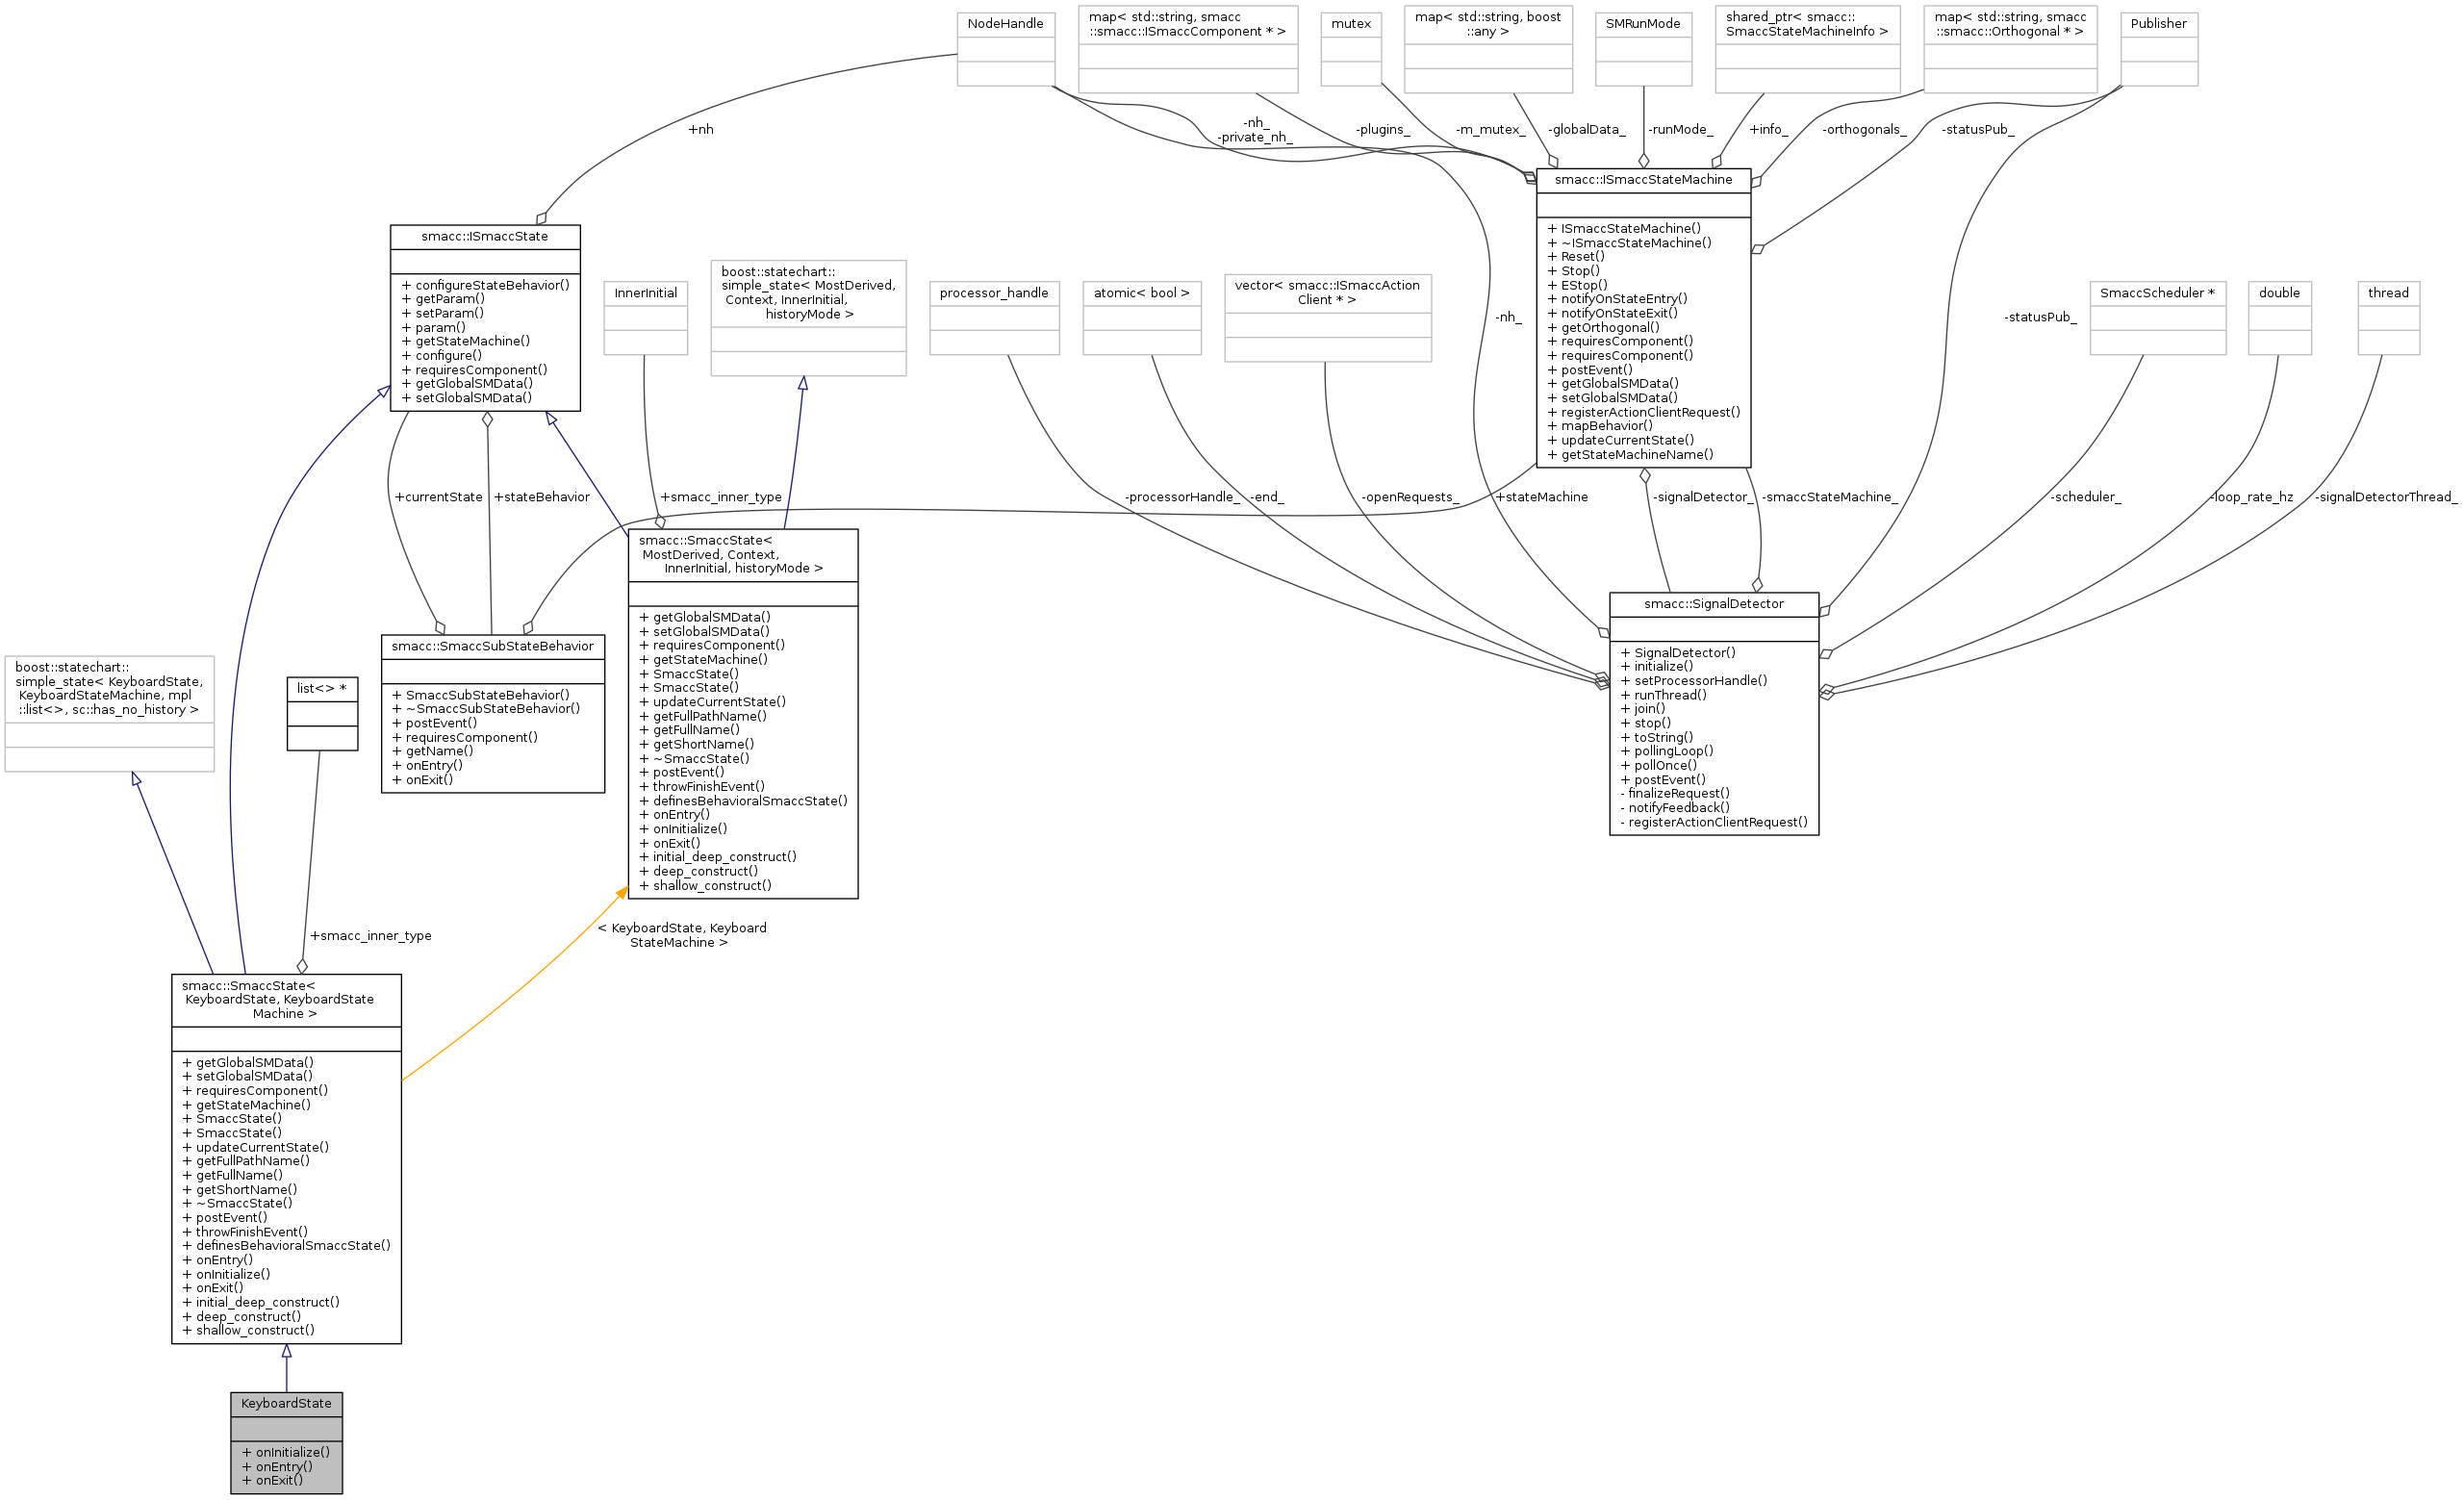 NodeHandle
map< std::string, smacc
::smacc::ISmaccComponent * >
mutex
map< std::string, boost
::any >
SMRunMode
shared_ptr< smacc::
SmaccStateMachineInfo >
map< std::string, smacc
::smacc::Orthogonal * >
Publisher
+nh
-nh_
-private_nh_
-plugins_
-m_mutex_
-globalData_
-runMode_
+info_
-orthogonals_
-statusPub_
smacc::ISmaccStateMachine
+ ISmaccStateMachine()
+ ~ISmaccStateMachine()
+ Reset()
+ Stop()
+ EStop()
+ notifyOnStateEntry()
+ notifyOnStateExit()
+ getOrthogonal()
+ requiresComponent()
+ requiresComponent()
+ postEvent()
+ getGlobalSMData()
+ setGlobalSMData()
+ registerActionClientRequest()
+ mapBehavior()
+ updateCurrentState()
+ getStateMachineName()
smacc::ISmaccState
+ configureStateBehavior()
+ getParam()
+ setParam()
+ param()
+ getStateMachine()
+ configure()
+ requiresComponent()
+ getGlobalSMData()
+ setGlobalSMData()
InnerInitial
boost::statechart::
simple_state< MostDerived,
Context, InnerInitial,
historyMode >
processor_handle
atomic< bool >
vector< smacc::ISmaccAction
Client * >
-nh_
-statusPub_
SmaccScheduler *
double
thread
+currentState
+stateBehavior
+smacc_inner_type
-processorHandle_
-end_
-openRequests_
+stateMachine
-signalDetector_
-smaccStateMachine_
-scheduler_
-loop_rate_hz
-signalDetectorThread_
smacc::SmaccState<
MostDerived, Context,
InnerInitial, historyMode >
+ getGlobalSMData()
+ setGlobalSMData()
+ requiresComponent()
+ getStateMachine()
+ SmaccState()
+ SmaccState()
+ updateCurrentState()
+ getFullPathName()
+ getFullName()
+ getShortName()
+ ~SmaccState()
+ postEvent()
+ throwFinishEvent()
+ definesBehavioralSmaccState()
+ onEntry()
+ onInitialize()
+ onExit()
+ initial_deep_construct()
+ deep_construct()
+ shallow_construct()
smacc::SignalDetector
+ SignalDetector()
+ initialize()
+ setProcessorHandle()
+ runThread()
+ join()
+ stop()
+ toString()
+ pollingLoop()
+ pollOnce()
+ postEvent()
- finalizeRequest()
- notifyFeedback()
- registerActionClientRequest()
smacc::SmaccSubStateBehavior
+ SmaccSubStateBehavior()
+ ~SmaccSubStateBehavior()
+ postEvent()
+ requiresComponent()
+ getName()
+ onEntry()
+ onExit()
boost::statechart::
simple_state< KeyboardState,
KeyboardStateMachine, mpl
::list<>, sc::has_no_history >
list<> *
+smacc_inner_type
< KeyboardState, Keyboard
StateMachine >
smacc::SmaccState<
KeyboardState, KeyboardState
Machine >
+ getGlobalSMData()
+ setGlobalSMData()
+ requiresComponent()
+ getStateMachine()
+ SmaccState()
+ SmaccState()
+ updateCurrentState()
+ getFullPathName()
+ getFullName()
+ getShortName()
+ ~SmaccState()
+ postEvent()
+ throwFinishEvent()
+ definesBehavioralSmaccState()
+ onEntry()
+ onInitialize()
+ onExit()
+ initial_deep_construct()
+ deep_construct()
+ shallow_construct()
KeyboardState
+ onInitialize()
+ onEntry()
+ onExit()